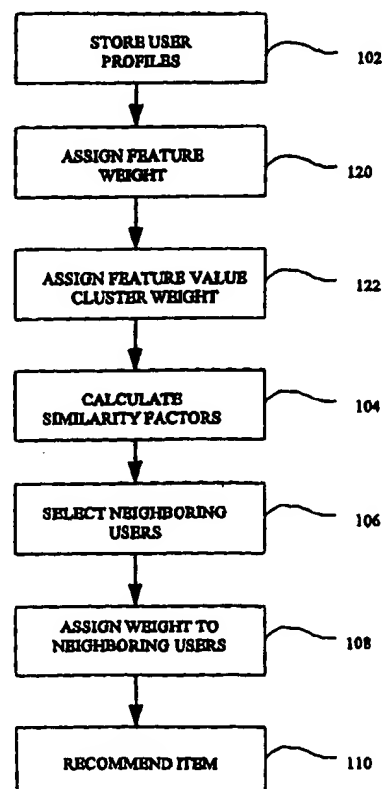 STORE USER
PROFILES
102
ASSIGN FEATURE
WEIGHT
120
ASSIGN FEATURE VALUE
CLUSTER WEIGHT
122
CALCULATE
SIMILARITY FACTORS
104
SELECT NEIGHBORING
USERS
106
ASSIGN WEIGHT TO
NEIGHBORING USERS
108
RECOMMEND ITEM
110